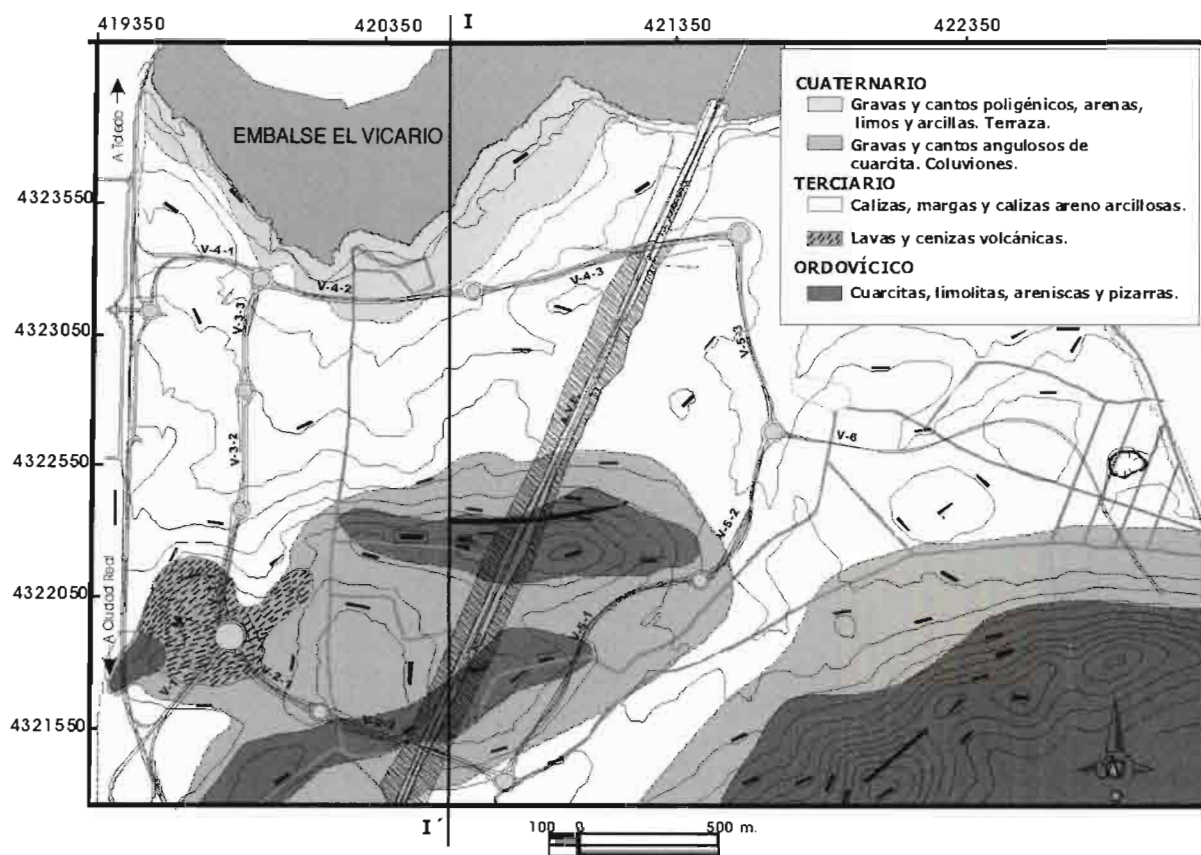 419350
420350
I
421350
422350
A Toledo
EMBALSE EL VICARIO
CUATERNARIO
Gravas y cantos poligénicos, arenas,
limos y arcillas. Terraza.
Gravas y cantos angulosos de
cuarcita. Coluviones.
TERCIARIO
Calizas, margas y calizas areno arcillosas.
Lavas y cenizas volcánicas.
ORDOVÍCICO
Cuarcitas, limolitas, areniscas y pizarras.
4323550
V-4-1
V-4-2
V-4-3
V-3-3
4323050
V-5-3
V-3-2
V-6
4322550
V-5-2
4322050
A Ciudad Real
V-5-1
V-2-1
4321550
N
I´
100
0
500 m.